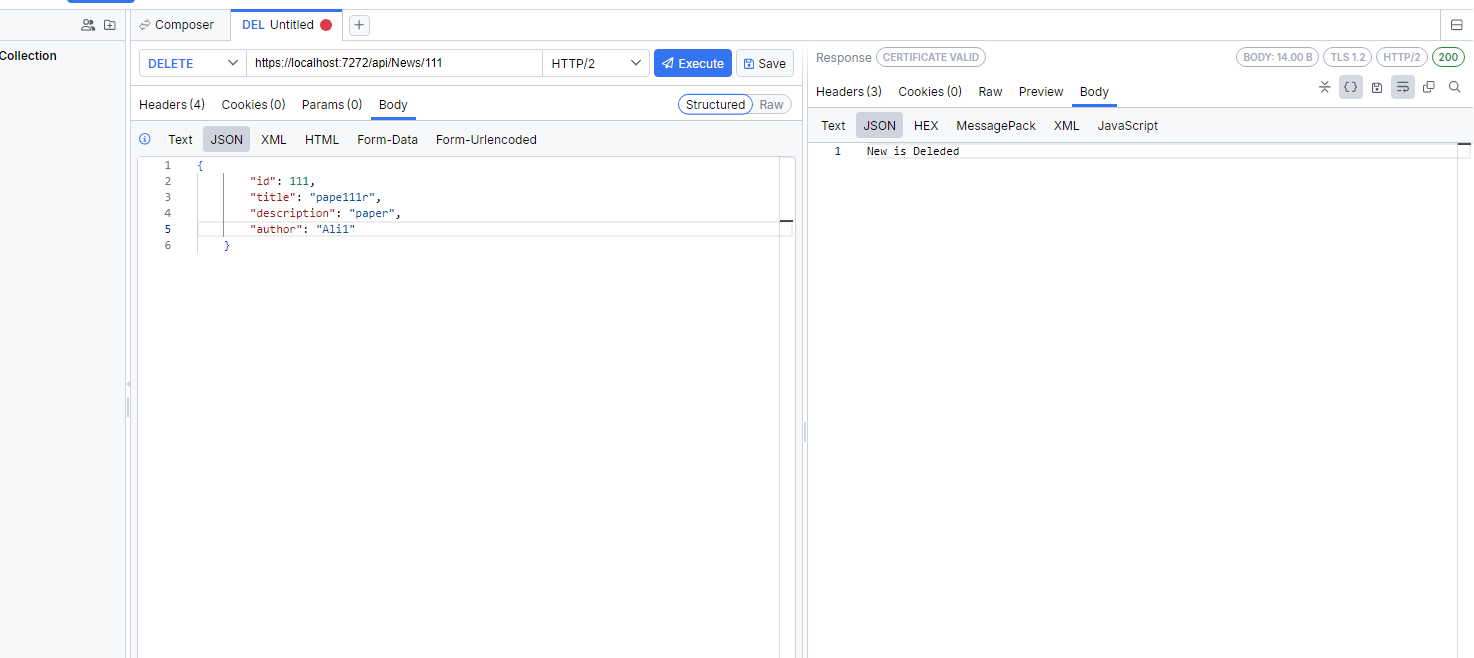 Composer
DEL Untitled
Collection
DELETE https://localhost:7272/api/News/111 HTTP/2 Execute Save
Headers (4) Cookies (0) Params (0) Body Structured Raw
Text JSON XML HTML Form-Data Form-Urlencoded
1 {
2 "id": 111,
3 "title": "pape111r",
4 "description": "paper",
5 "author": "Ali1"
6 }
Response CERTIFICATE VALID BODY: 14.00 B TLS 1.2 HTTP/2 200
Headers (3) Cookies (0) Raw Preview Body
Text JSON HEX MessagePack XML JavaScript
1 New is Deleded